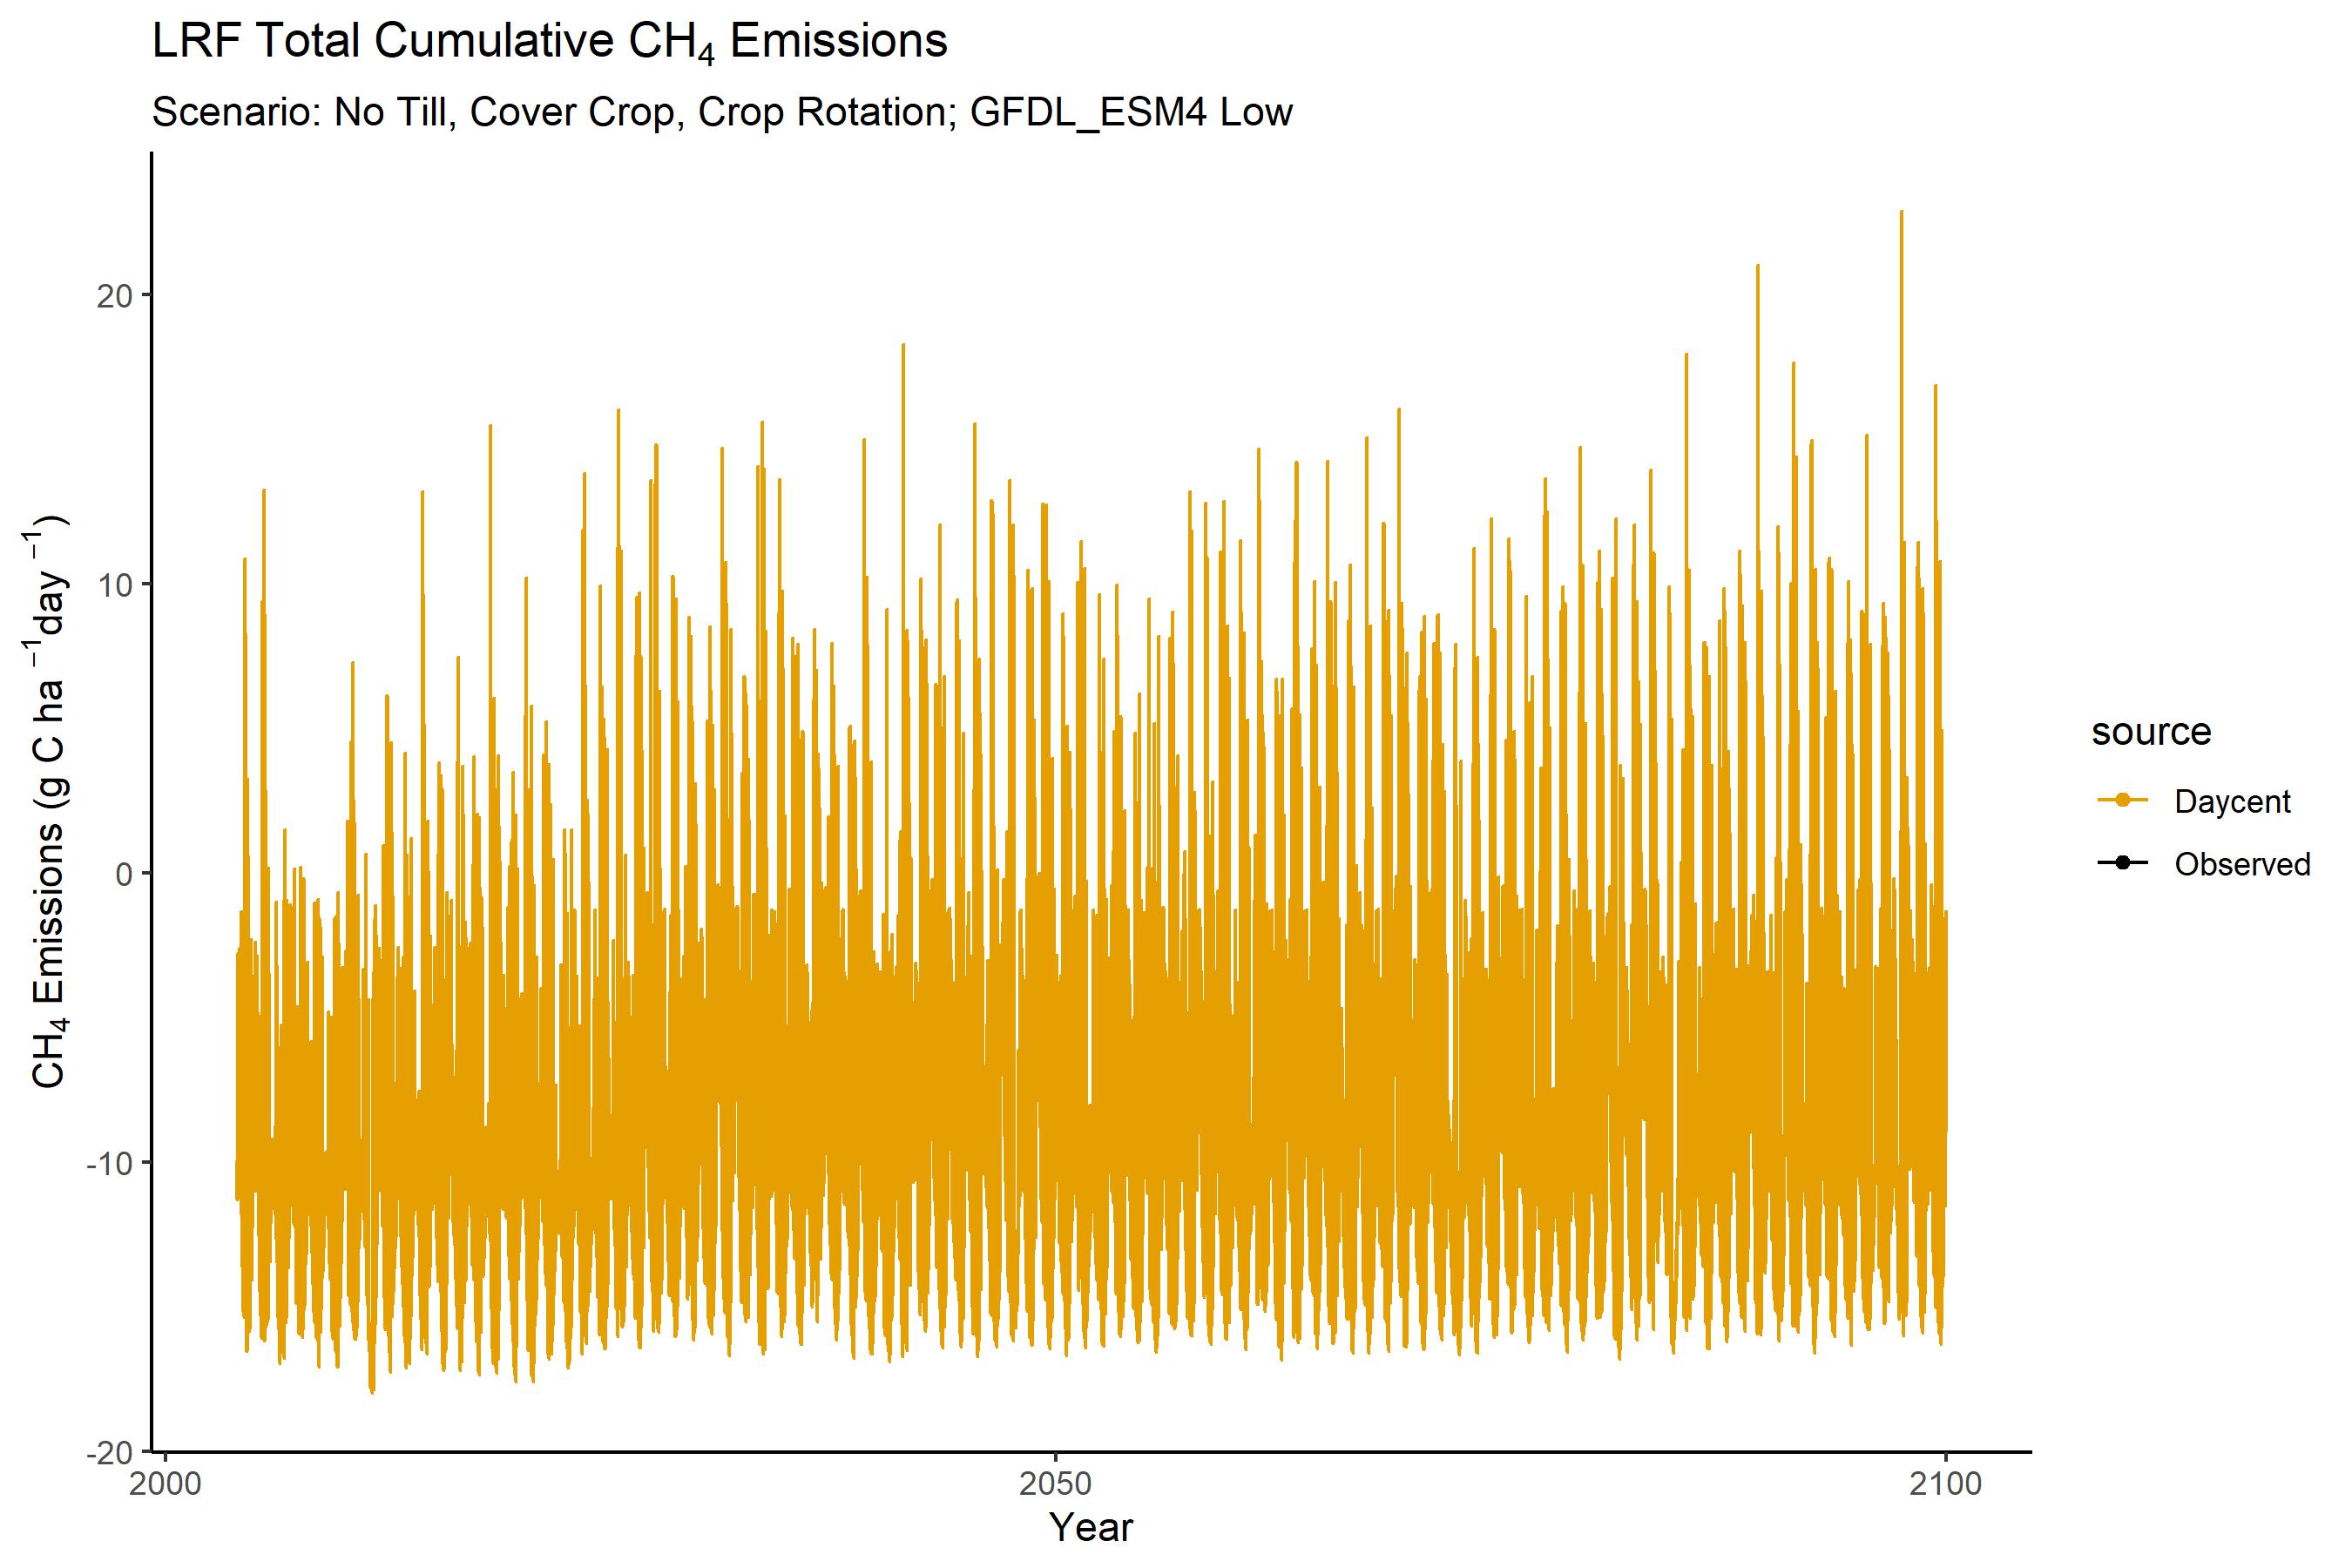 LRF Total Cumulative CH₄ Emissions
Scenario: No Till, Cover Crop, Crop Rotation; GFDL_ESM4 Low
CH₄ Emissions (g C ha ⁻¹day ⁻¹)
20
10
0
-10
-20
2000
2050
2100
Year
source
Daycent
Observed